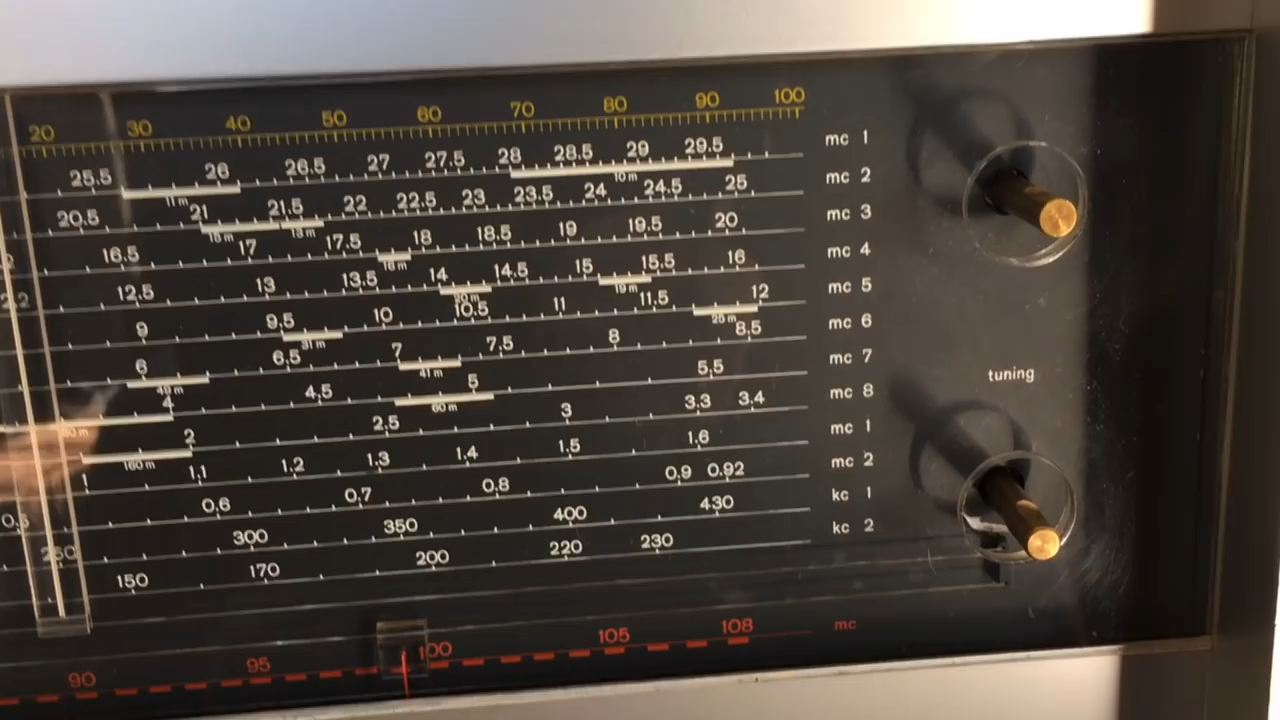 20 30 40 50 60 70 80 90 100
25.5 26 26.5 27 27.5 28 28.5 29 29.5 mc 1
11 m 10 m
20.5 21 21.5 22 22.5 23 23.5 24 24.5 25 mc 2
15 m 13 m
16.5 17 17.5 18 18.5 19 19.5 20 mc 3
16 m
12.5 13 13.5 14 14.5 15 15.5 16 mc 4
20 m 19 m
9 9.5 10 10.5 11 11.5 12 mc 5
31 m 25 m
6 6.5 7 7.5 8 8.5 mc 6
49 m 41 m
4 4,5 5 5,5 mc 7
80 m 60 m
2 2.5 3 3.3 3.4 mc 8
160 m
1 1,1 1.2 1.3 1.4 1.5 1.6 mc 1
0,6 0,7 0.8 0,9 0.92 mc 2
250 300 350 400 430 kc 1
150 170 200 220 230 kc 2
tuning
90 95 100 105 108 mc